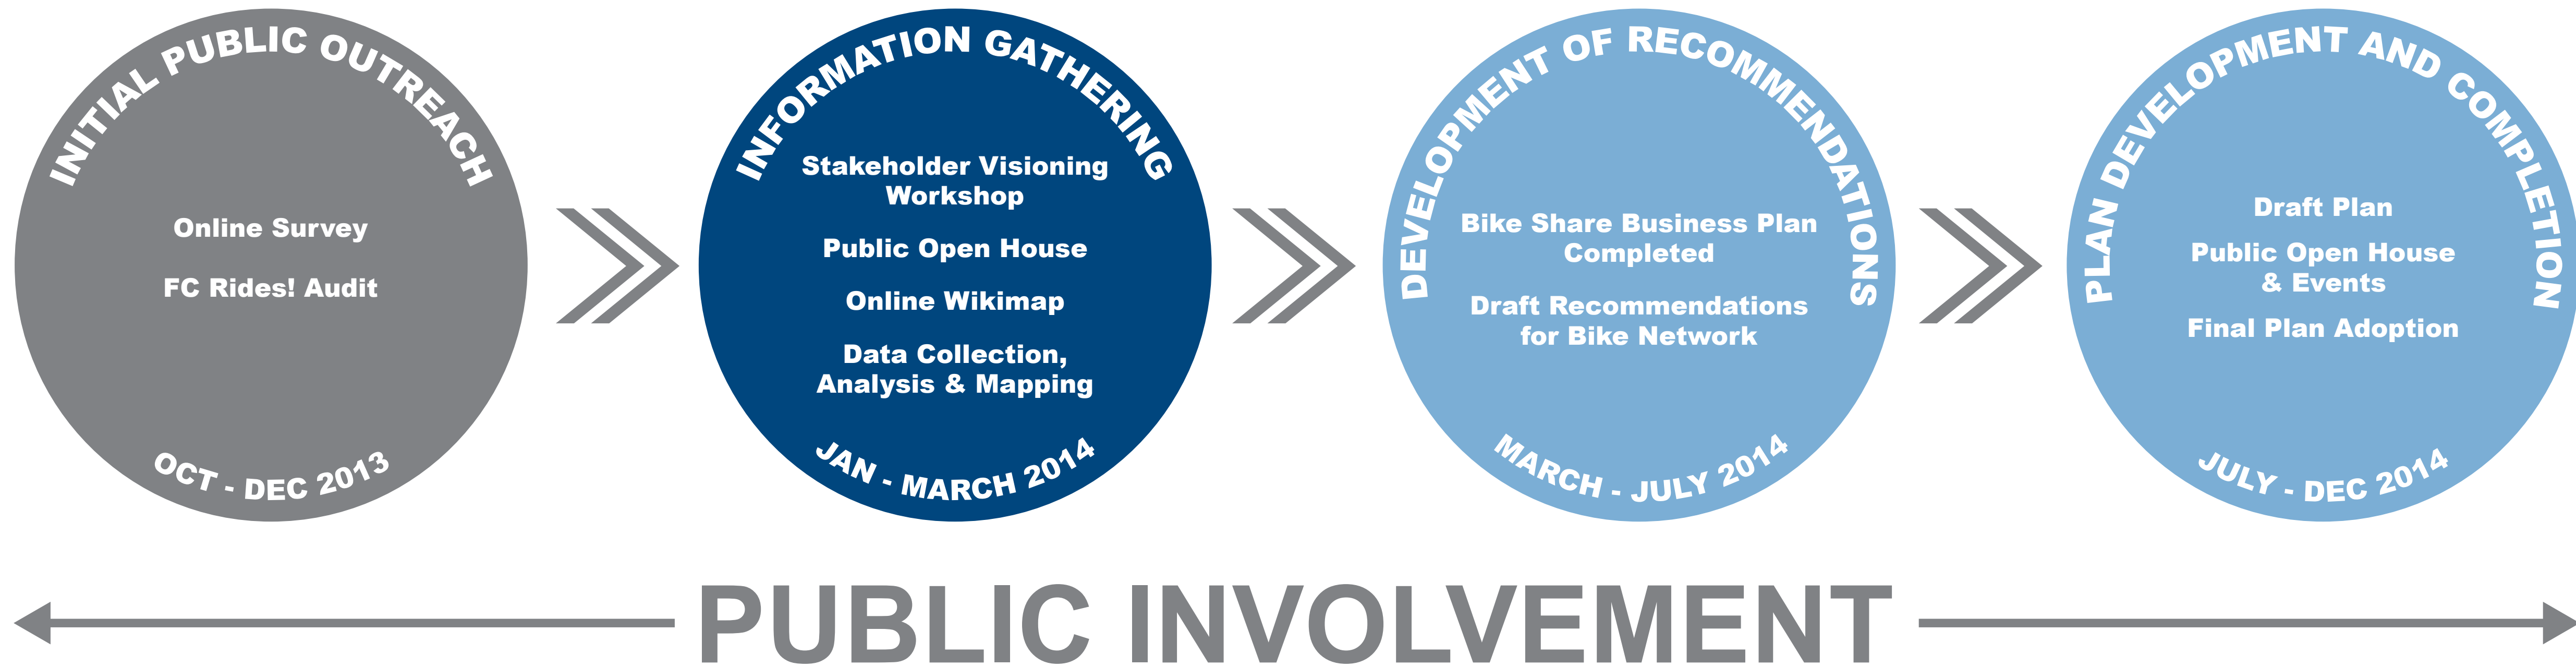 INITIAL PUBLIC OUTREACH
Online Survey
FC Rides! Audit
OCT - DEC 2013
INFORMATION GATHERING
Stakeholder Visioning
Workshop
Public Open House
Online Wikimap
Data Collection,
Analysis & Mapping
JAN - MARCH 2014
DEVELOPMENT OF RECOMMENDATIONS
Bike Share Business Plan
Completed
Draft Recommendations
for Bike Network
MARCH - JULY 2014
PLAN DEVELOPMENT AND COMPLETION
Draft Plan
Public Open House
& Events
Final Plan Adoption
JULY - DEC 2014
PUBLIC INVOLVEMENT